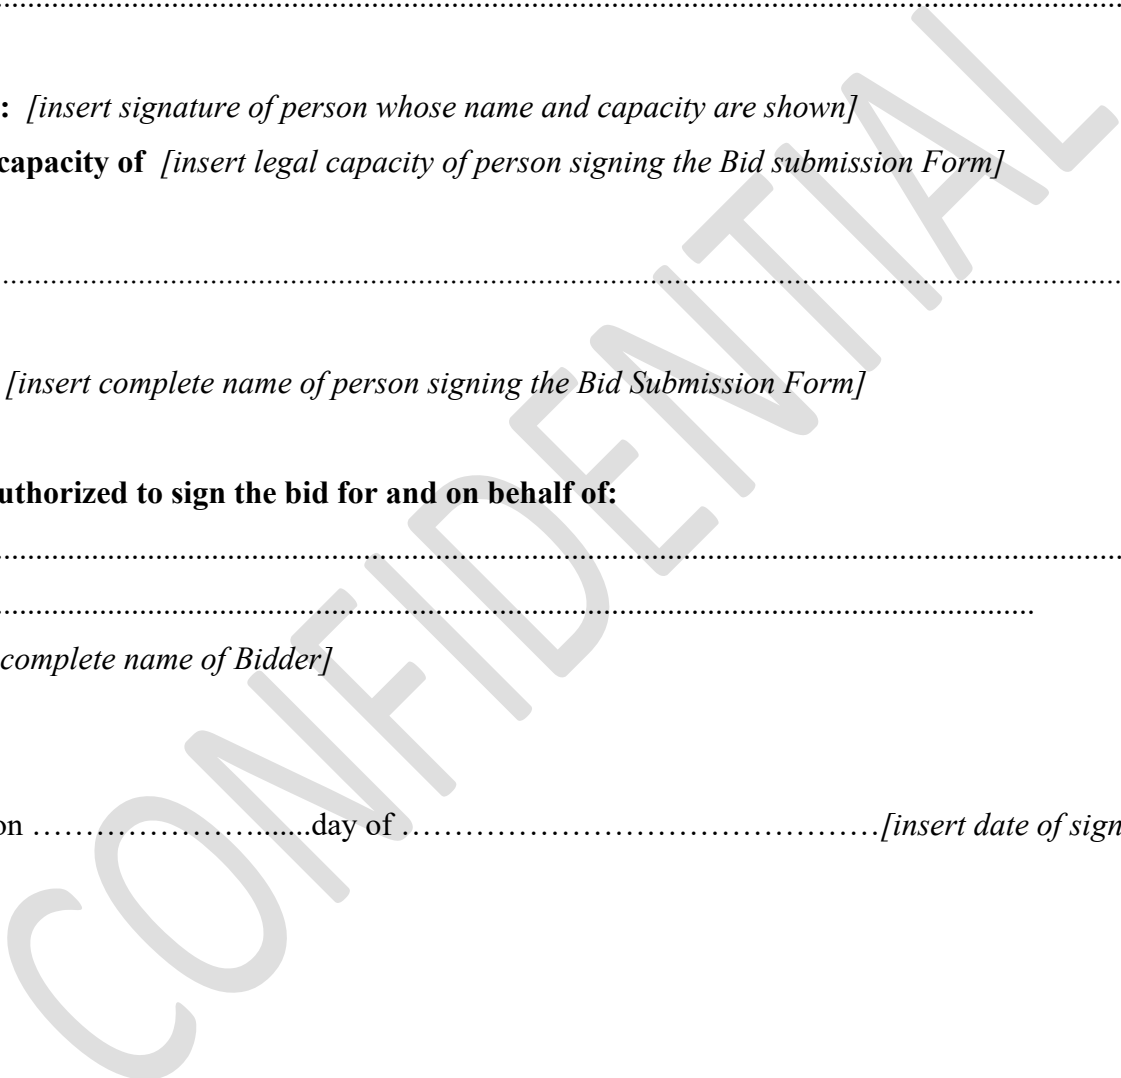 ................................................................................................................................................
: [insert signature of person whose name and capacity are shown]
capacity of [insert legal capacity of person signing the Bid submission Form]
................................................................................................................................................
[insert complete name of person signing the Bid Submission Form]
uthorized to sign the bid for and on behalf of:
................................................................................................................................................
....................................................................................................................................
complete name of Bidder]
on ………………….......day of …………………………………………[insert date of sign
CONFIDENTIAL